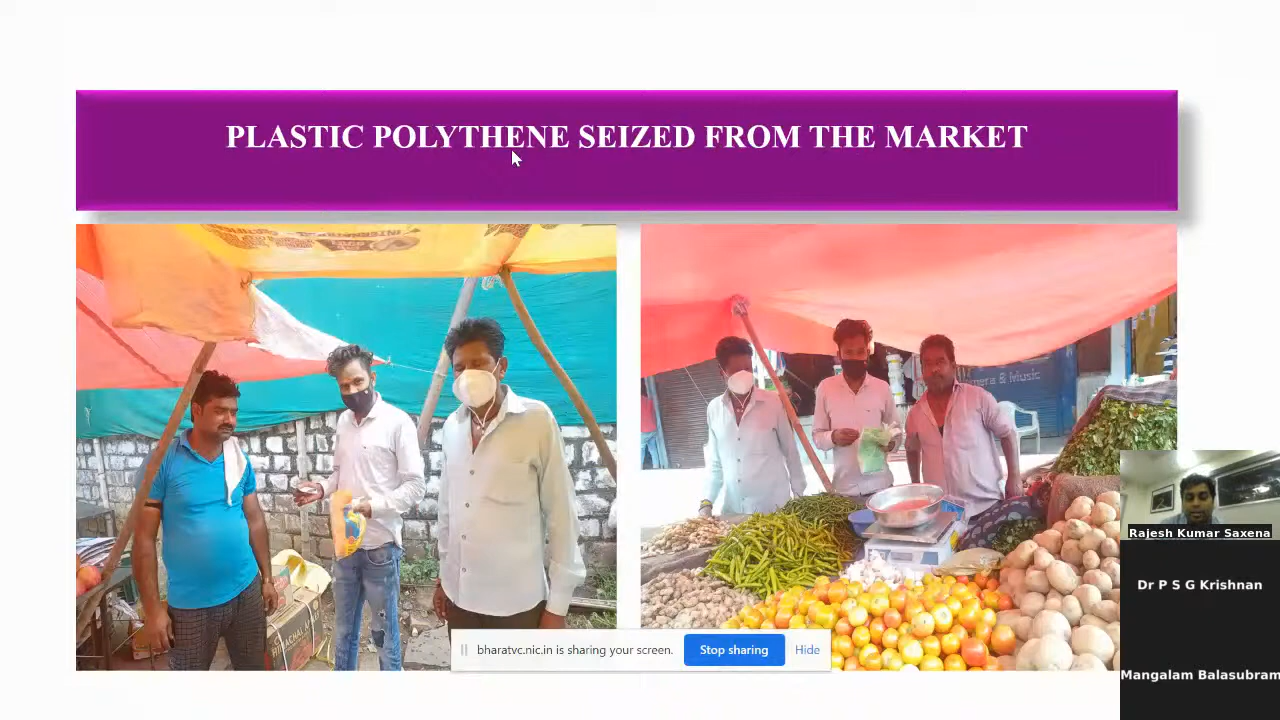 PLASTIC POLYTHENE SEIZED FROM THE MARKET
& Music
Rajesh Kumar Saxena
Dr P S G Krishnan
bharatvc.nic.in is sharing your screen.
Stop sharing
Hide
Mangalam Balasubram